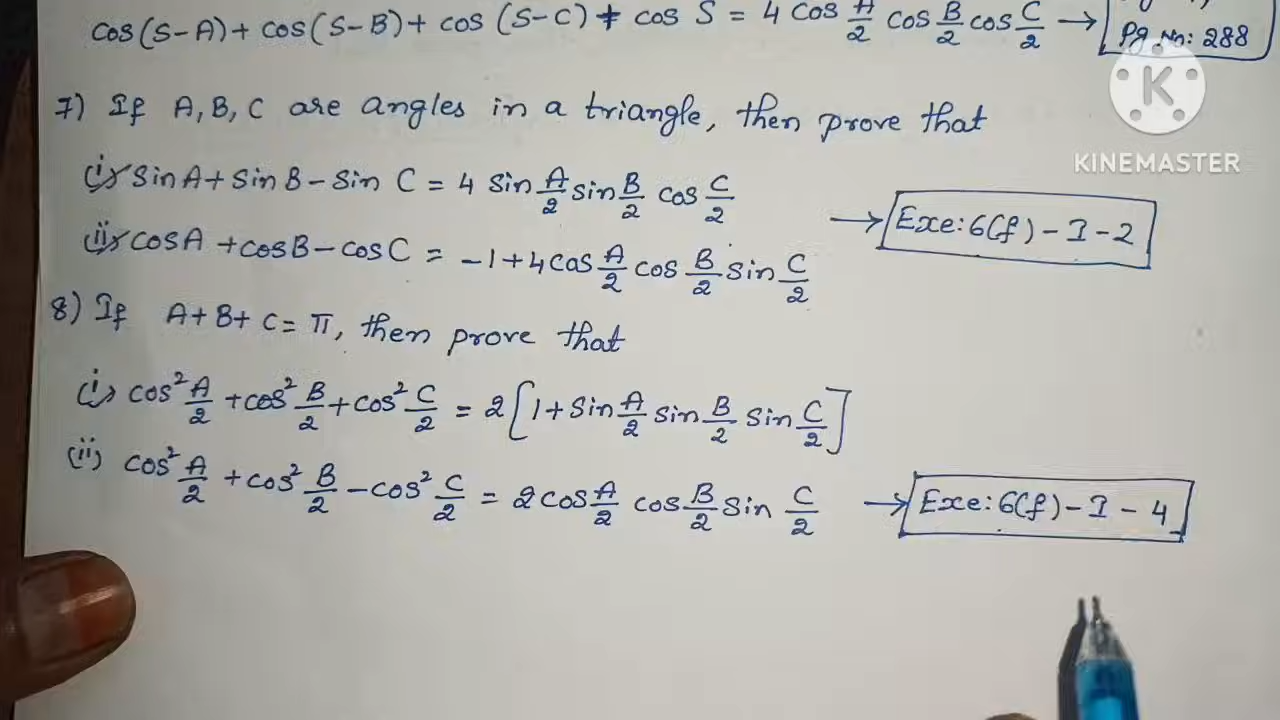 cos(S-A) + cos(S-B) + cos(S-C) + cos S = 4 cos A/2 cos B/2 cos C/2 →
Pg No: 288
7) If A, B, C are angles in a triangle, then prove that
(i) sin A + sin B - sin C = 4 sin A/2 sin B/2 cos C/2
(ii) cos A + cos B - cos C = -1 + 4 cos A/2 cos B/2 sin C/2
→ Exe: 6(f) - I - 2
8) If A + B + C = π, then prove that
(i) cos² A/2 + cos² B/2 + cos² C/2 = 2[1 + sin A/2 sin B/2 sin C/2]
(ii) cos² A/2 + cos² B/2 - cos² C/2 = 2 cos A/2 cos B/2 sin C/2 → Exe: 6(f) - I - 4
K
KINEMASTER